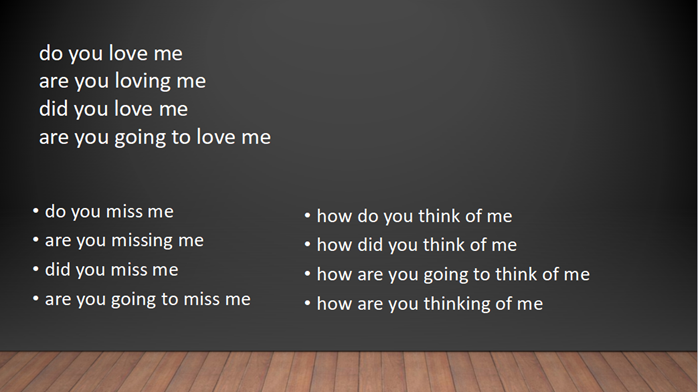 do you love me
are you loving me
did you love me
are you going to love me
• do you miss me
• are you missing me
• did you miss me
• are you going to miss me
• how do you think of me
• how did you think of me
• how are you going to think of me
• how are you thinking of me